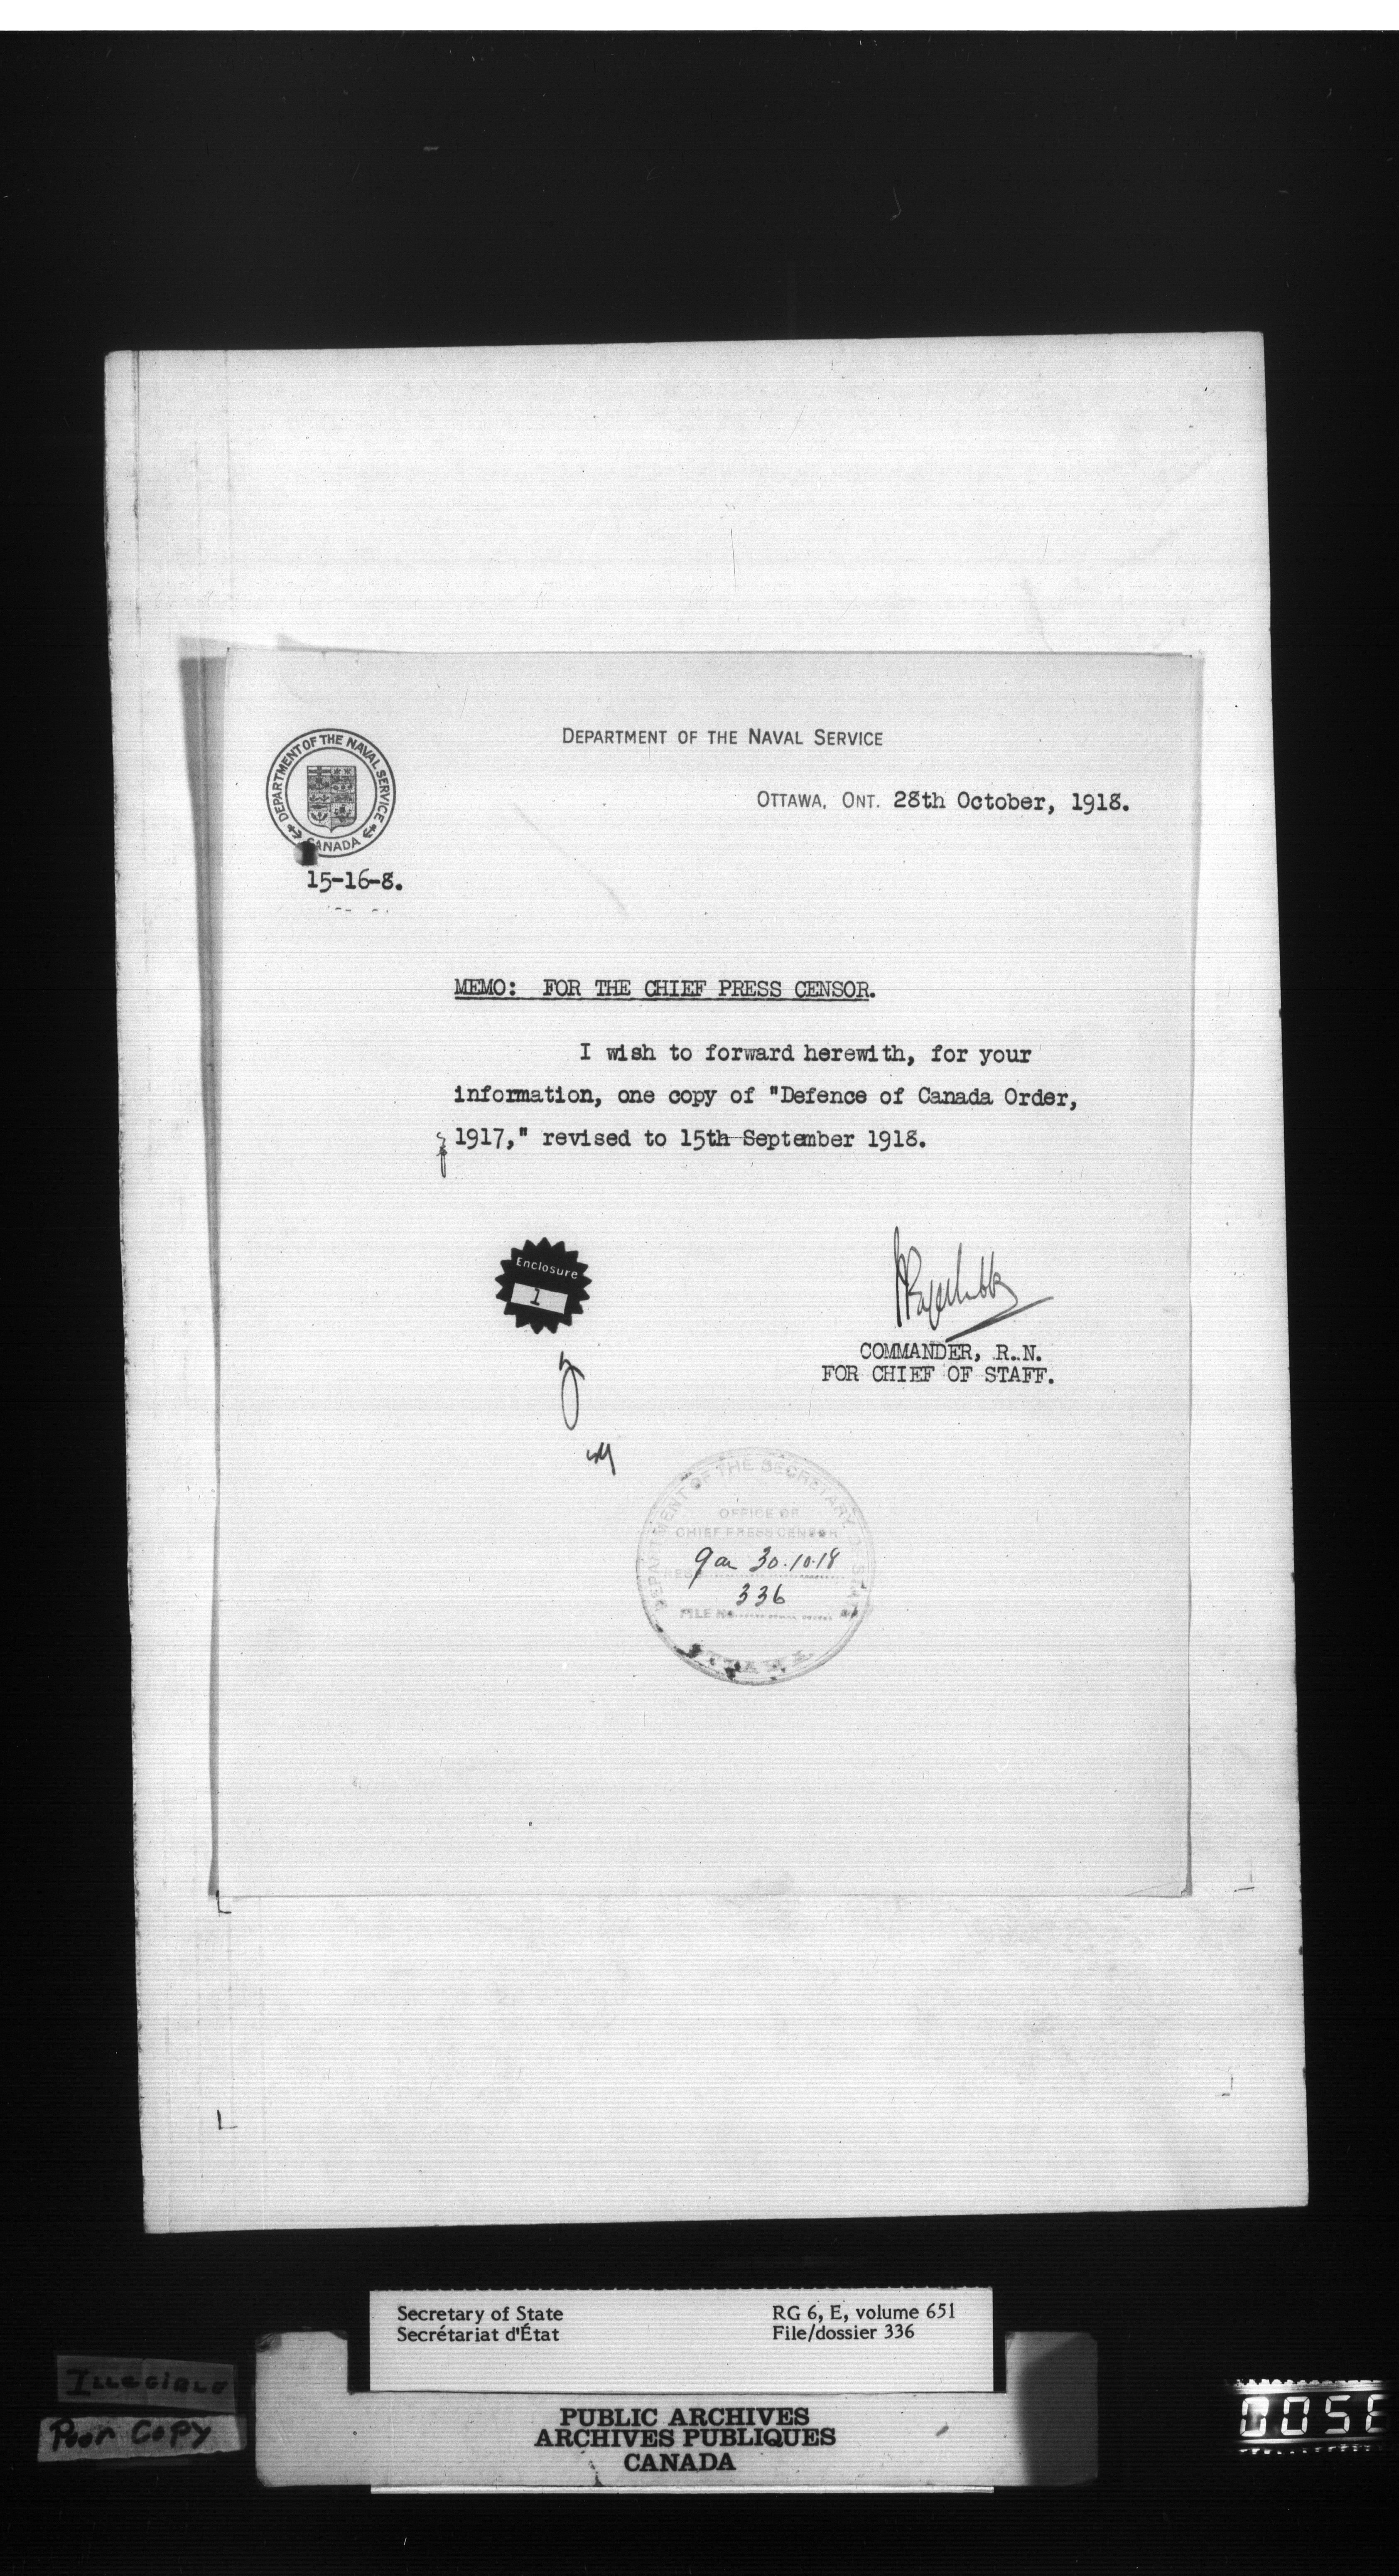 DEPARTMENT OF THE NAVAL SERVICE
CANADA
DEPARTMENT OF THE NAVAL SERVICE
OTTAWA, ONT. 28th October, 1918.
15-16-8.
MEMO: FOR THE CHIEF PRESS CENSOR.
I wish to forward herewith, for your
information, one copy of "Defence of Canada Order,
1917," revised to 15th September 1918.
Enclosure
1
COMMANDER, R.N.
FOR CHIEF OF STAFF.
DEPARTMENT OF THE SECRETARY OF STATE
OFFICE OF
CHIEF PRESS CENSOR
30.10.18
336
FILE No
OTTAWA
Secretary of State
Secrétariat d'État
RG 6, E, volume 651
File/dossier 336
Illegible
Poor Copy
PUBLIC ARCHIVES
ARCHIVES PUBLIQUES
CANADA